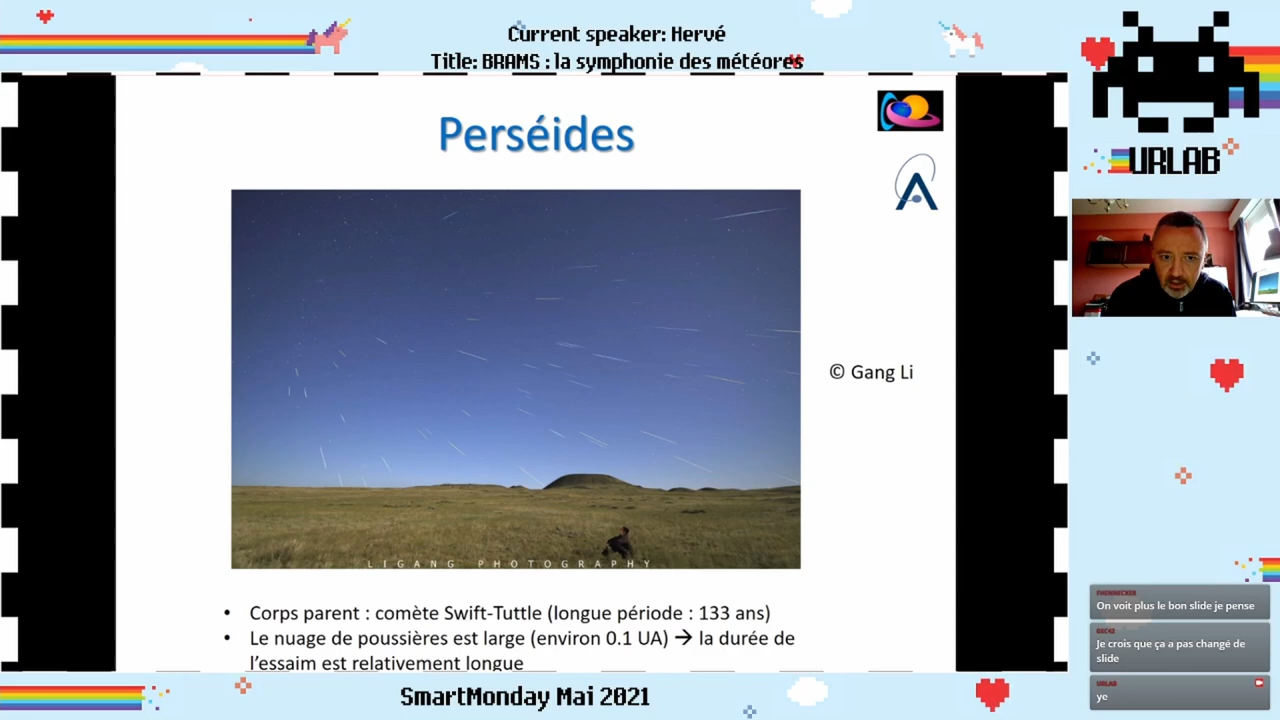 Current speaker: Hervé
Title: BRAMS : la symphonie des météores
URLAB
Perséides
© Gang Li
LIGANG PHOTOGRAPHY
• Corps parent : comète Swift-Tuttle (longue période : 133 ans)
• Le nuage de poussières est large (environ 0.1 UA) → la durée de
l'essaim est relativement longue
On voit plus le bon slide je pense
Je crois que ça a pas changé de
slide
URLAB
ye
SmartMonday Mai 2021